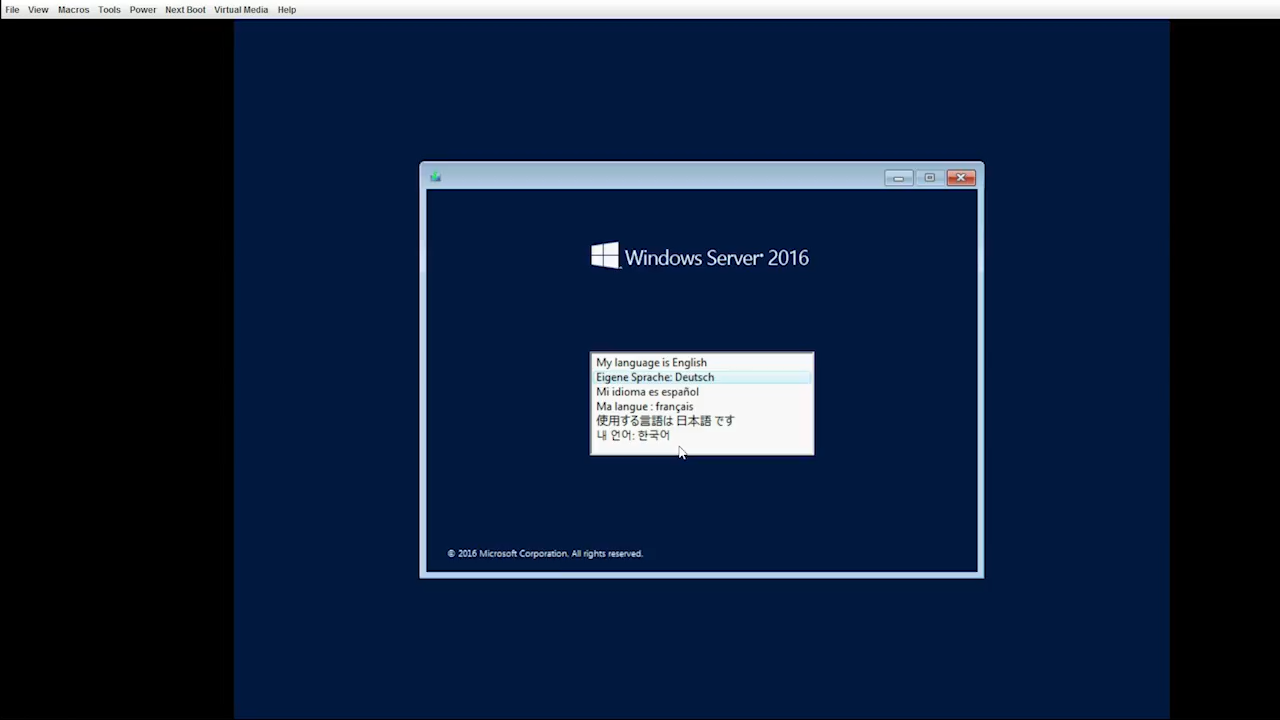 File View Macros Tools Power Next Boot Virtual Media Help
Windows Server 2016
My language is English
Eigene Sprache: Deutsch
Mi idioma es español
Ma langue : français
使用する言語は 日本語 です
내 언어: 한국어
© 2016 Microsoft Corporation. All rights reserved.